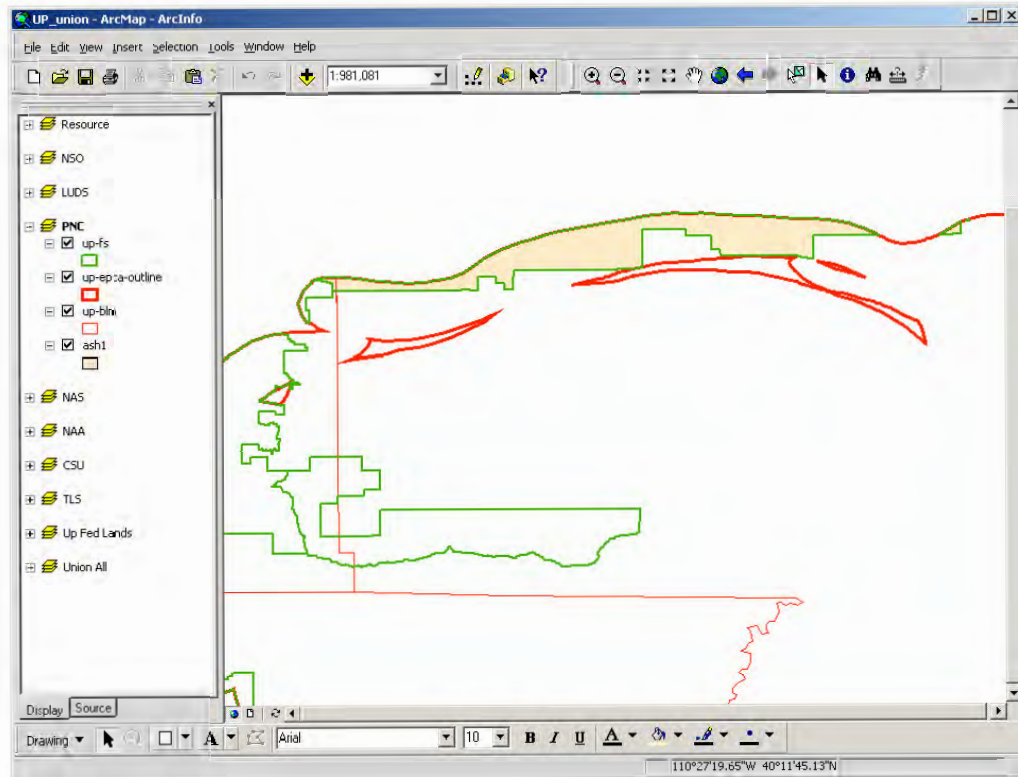 UP_union - ArcMap - ArcInfo
File Edit View Insert Selection Tools Window Help
1:981,081
Resource
NSO
LUDS
PNC
up-fs
up-epca-outline
up-blm
ash1
NAS
NAA
CSU
TLS
Up Fed Lands
Union All
Display Source
Drawing A Arial 10 B I U A
110°27'19.65"W 40°11'45.13"N